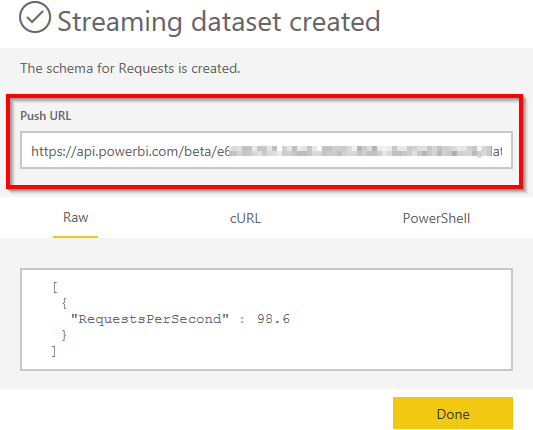 Streaming dataset created
The schema for Requests is created.
Push URL
https://api.powerbi.com/beta/e6
Raw cURL PowerShell
[
{
"RequestsPerSecond" : 98.6
}
]
Done